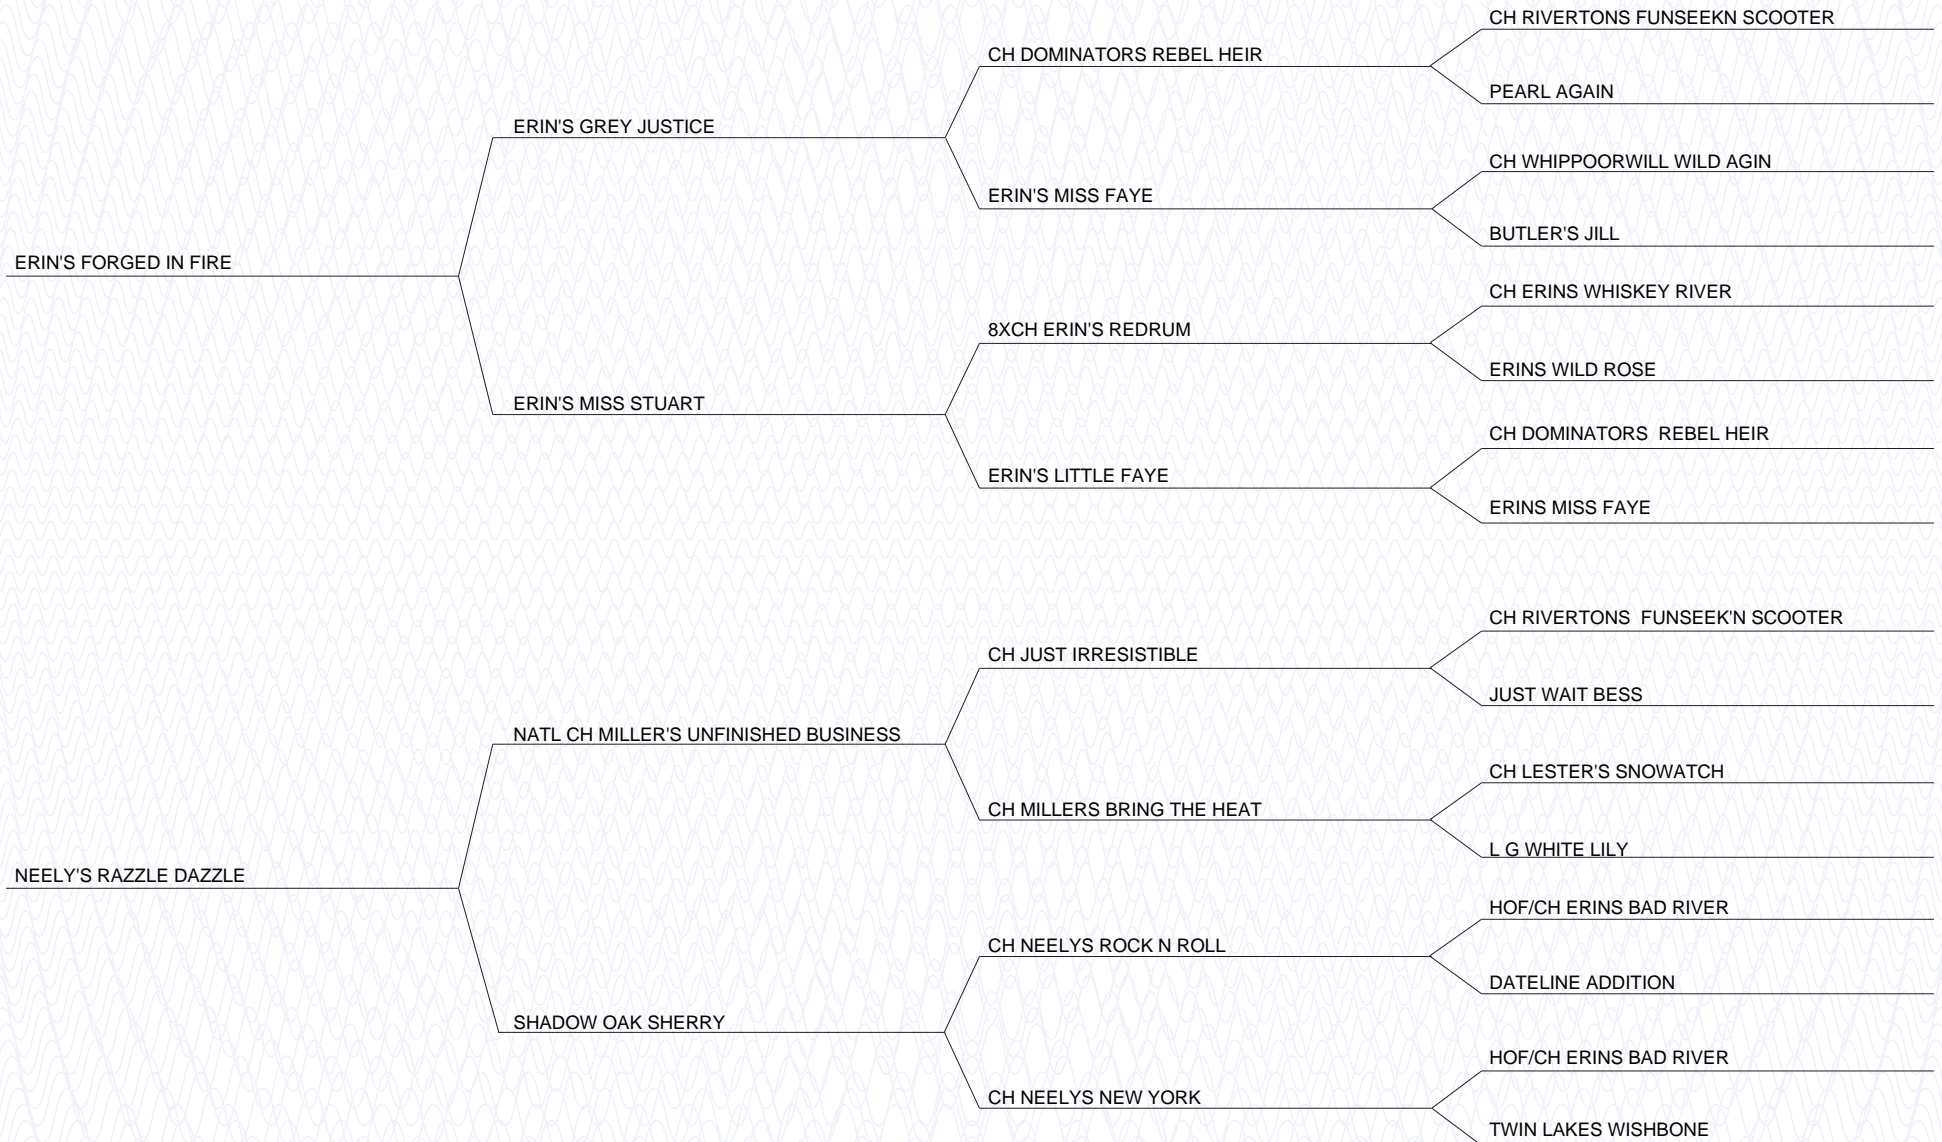 CH RIVERTONS FUNSEEKN SCOOTER
CH DOMINATORS REBEL HEIR
PEARL AGAIN
ERIN'S GREY JUSTICE
CH WHIPPOORWILL WILD AGIN
ERIN'S MISS FAYE
BUTLER'S JILL
ERIN'S FORGED IN FIRE
CH ERINS WHISKEY RIVER
8XCH ERIN'S REDRUM
ERINS WILD ROSE
ERIN'S MISS STUART
CH DOMINATORS  REBEL HEIR
ERIN'S LITTLE FAYE
ERINS MISS FAYE
CH RIVERTONS  FUNSEEK'N SCOOTER
CH JUST IRRESISTIBLE
JUST WAIT BESS
NATL CH MILLER'S UNFINISHED BUSINESS
CH LESTER'S SNOWATCH
CH MILLERS BRING THE HEAT
L G WHITE LILY
NEELY'S RAZZLE DAZZLE
HOF/CH ERINS BAD RIVER
CH NEELYS ROCK N ROLL
DATELINE ADDITION
SHADOW OAK SHERRY
HOF/CH ERINS BAD RIVER
CH NEELYS NEW YORK
TWIN LAKES WISHBONE